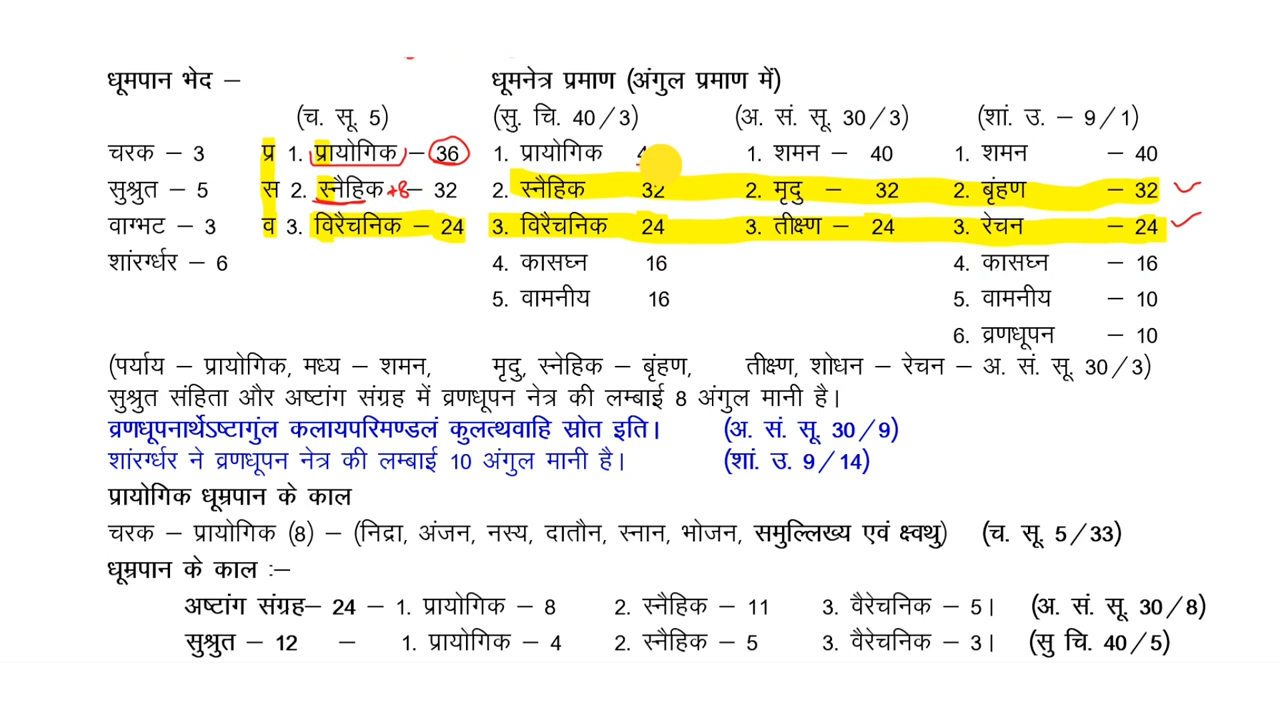 धूमपान भेद – धूमनेत्र प्रमाण (अंगुल प्रमाण में)
(च. सू. 5) (सु. चि. 40/3) (अ. सं. सू. 30/3) (शां. उ. – 9/1)
चरक – 3 प्र 1. प्रायोगिक – 36 1. प्रायोगिक 1. शमन – 40 1. शमन – 40
सुश्रुत – 5 स 2. स्नैहिक +8 – 32 2. स्नैहिक 32 2. मृदु – 32 2. बृंहण – 32
वाग्भट – 3 व 3. विरैचनिक – 24 3. विरैचनिक 24 3. तीक्ष्ण – 24 3. रेचन – 24
शांरर्ग्धर – 6 4. कासघ्न 16 4. कासघ्न – 16
5. वामनीय 16 5. वामनीय – 10
6. व्रणधूपन – 10
(पर्याय – प्रायोगिक, मध्य – शमन, मृदु, स्नेहिक – बृंहण, तीक्ष्ण, शोधन – रेचन – अ. सं. सू. 30/3)
सुश्रुत संहिता और अष्टांग संग्रह में व्रणधूपन नेत्र की लम्बाई 8 अंगुल मानी है।
व्रणधूपनार्थेऽष्टागुंल कलायपरिमण्डलं कुलत्थवाहि स्रोत इति। (अ. सं. सू. 30/9)
शांरर्ग्धर ने व्रणधूपन नेत्र की लम्बाई 10 अंगुल मानी है। (शां. उ. 9/14)
प्रायोगिक धूम्रपान के काल
चरक – प्रायोगिक (8) – (निद्रा, अंजन, नस्य, दातौन, स्नान, भोजन, समुल्लिख्य एवं क्ष्वथु) (च. सू. 5/33)
धूम्रपान के काल :–
अष्टांग संग्रह– 24 – 1. प्रायोगिक – 8 2. स्नैहिक – 11 3. वैरेचनिक – 5। (अ. सं. सू. 30/8)
सुश्रुत – 12 – 1. प्रायोगिक – 4 2. स्नैहिक – 5 3. वैरेचनिक – 3। (सु चि. 40/5)